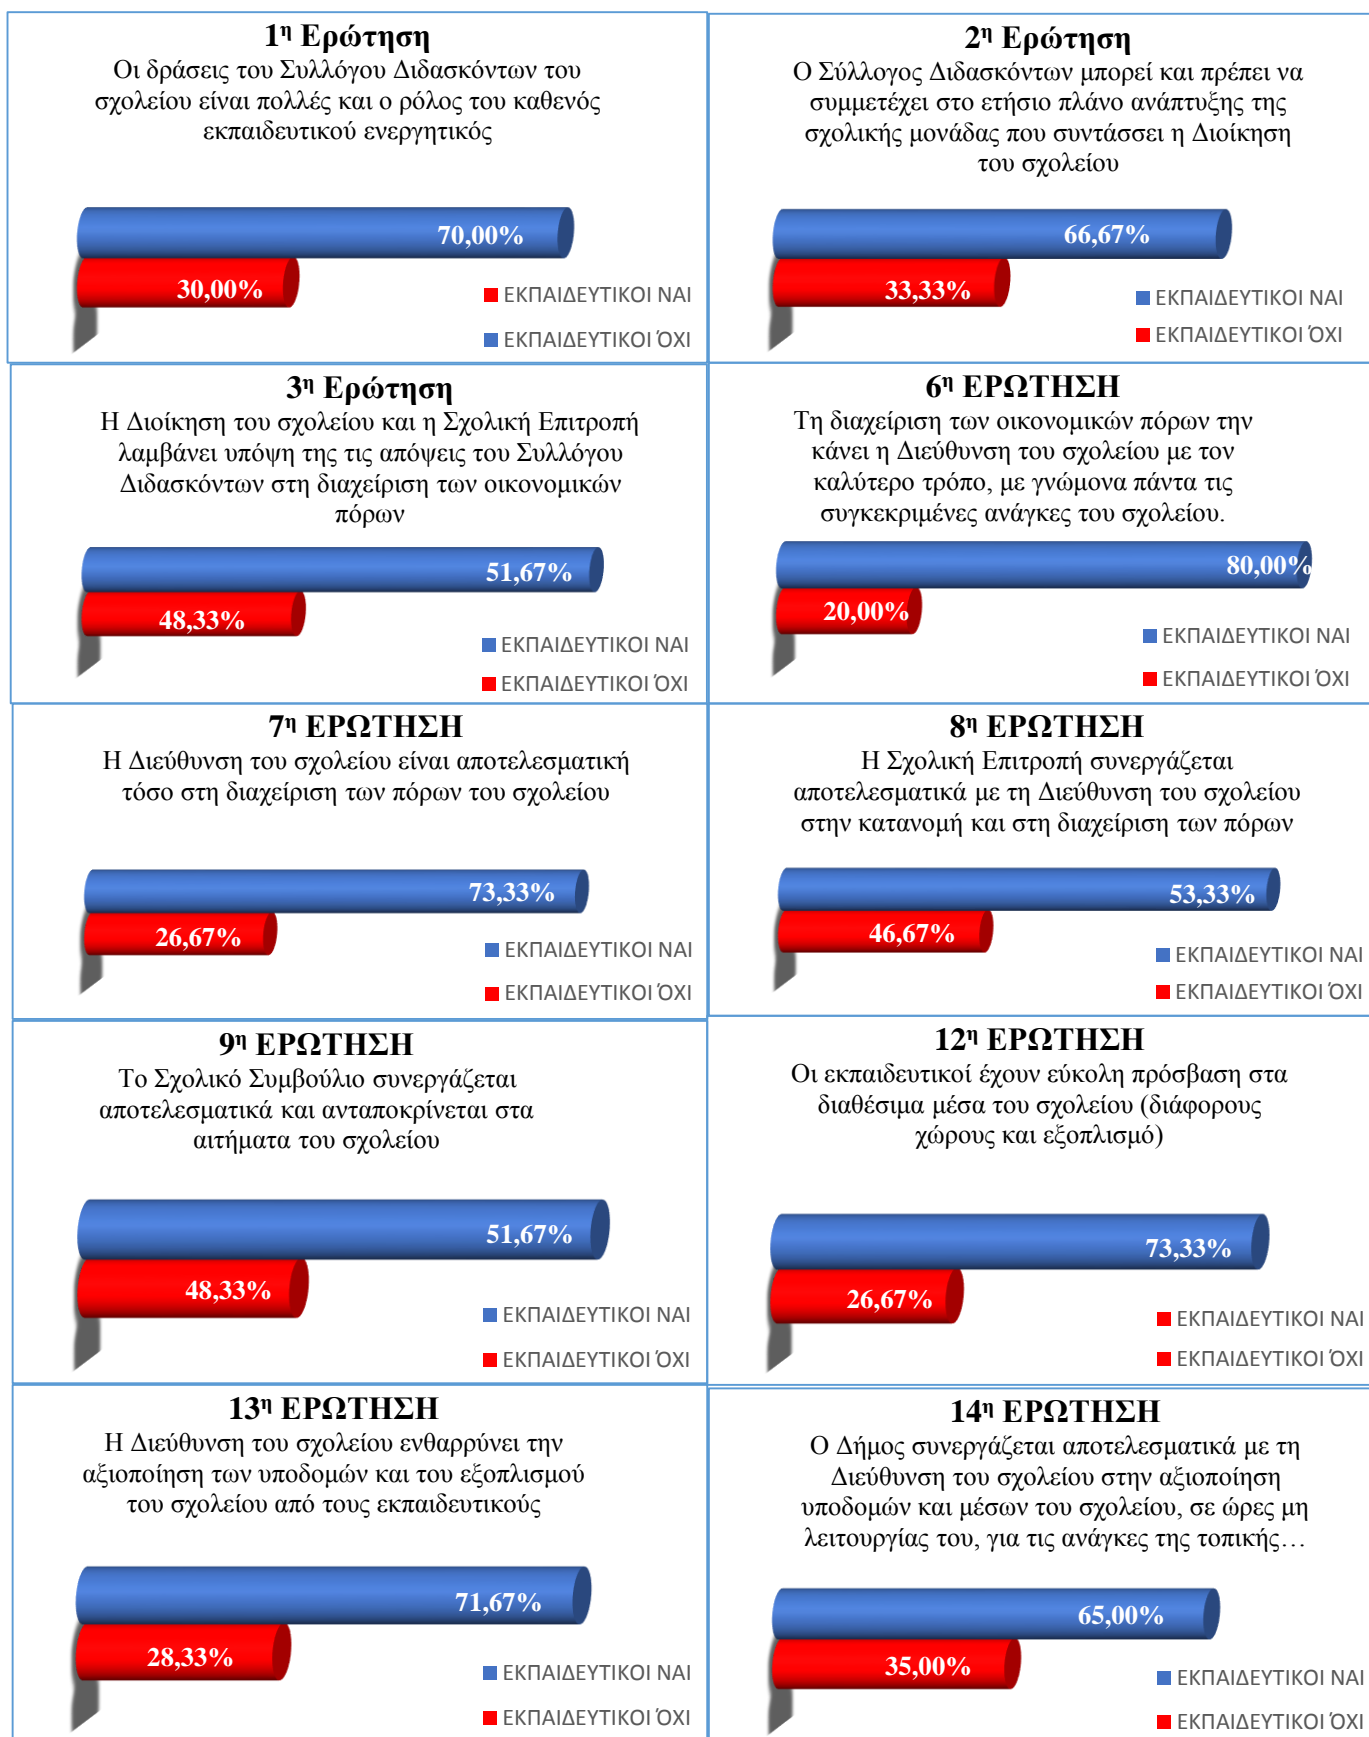 1η Ερώτηση
Οι δράσεις του Συλλόγου Διδασκόντων του
σχολείου είναι πολλές και ο ρόλος του καθενός
εκπαιδευτικού ενεργητικός
70,00%
30,00%
ΕΚΠΑΙΔΕΥΤΙΚΟΙ ΝΑΙ
ΕΚΠΑΙΔΕΥΤΙΚΟΙ ΌΧΙ
2η Ερώτηση
Ο Σύλλογος Διδασκόντων μπορεί και πρέπει να
συμμετέχει στο ετήσιο πλάνο ανάπτυξης της
σχολικής μονάδας που συντάσσει η Διοίκηση
του σχολείου
66,67%
33,33%
ΕΚΠΑΙΔΕΥΤΙΚΟΙ ΝΑΙ
ΕΚΠΑΙΔΕΥΤΙΚΟΙ ΌΧΙ
3η Ερώτηση
Η Διοίκηση του σχολείου και η Σχολική Επιτροπή
λαμβάνει υπόψη της τις απόψεις του Συλλόγου
Διδασκόντων στη διαχείριση των οικονομικών
πόρων
51,67%
48,33%
ΕΚΠΑΙΔΕΥΤΙΚΟΙ ΝΑΙ
ΕΚΠΑΙΔΕΥΤΙΚΟΙ ΌΧΙ
6η ΕΡΩΤΗΣΗ
Τη διαχείριση των οικονομικών πόρων την
κάνει η Διεύθυνση του σχολείου με τον
καλύτερο τρόπο, με γνώμονα πάντα τις
συγκεκριμένες ανάγκες του σχολείου.
80,00%
20,00%
ΕΚΠΑΙΔΕΥΤΙΚΟΙ ΝΑΙ
ΕΚΠΑΙΔΕΥΤΙΚΟΙ ΌΧΙ
7η ΕΡΩΤΗΣΗ
Η Διεύθυνση του σχολείου είναι αποτελεσματική
τόσο στη διαχείριση των πόρων του σχολείου
73,33%
26,67%
ΕΚΠΑΙΔΕΥΤΙΚΟΙ ΝΑΙ
ΕΚΠΑΙΔΕΥΤΙΚΟΙ ΌΧΙ
8η ΕΡΩΤΗΣΗ
Η Σχολική Επιτροπή συνεργάζεται
αποτελεσματικά με τη Διεύθυνση του σχολείου
στην κατανομή και στη διαχείριση των πόρων
53,33%
46,67%
ΕΚΠΑΙΔΕΥΤΙΚΟΙ ΝΑΙ
ΕΚΠΑΙΔΕΥΤΙΚΟΙ ΌΧΙ
9η ΕΡΩΤΗΣΗ
Το Σχολικό Συμβούλιο συνεργάζεται
αποτελεσματικά και ανταποκρίνεται στα
αιτήματα του σχολείου
51,67%
48,33%
ΕΚΠΑΙΔΕΥΤΙΚΟΙ ΝΑΙ
ΕΚΠΑΙΔΕΥΤΙΚΟΙ ΌΧΙ
12η ΕΡΩΤΗΣΗ
Οι εκπαιδευτικοί έχουν εύκολη πρόσβαση στα
διαθέσιμα μέσα του σχολείου (διάφορους
χώρους και εξοπλισμό)
73,33%
26,67%
ΕΚΠΑΙΔΕΥΤΙΚΟΙ ΝΑΙ
ΕΚΠΑΙΔΕΥΤΙΚΟΙ ΌΧΙ
13η ΕΡΩΤΗΣΗ
Η Διεύθυνση του σχολείου ενθαρρύνει την
αξιοποίηση των υποδομών και του εξοπλισμού
του σχολείου από τους εκπαιδευτικούς
71,67%
28,33%
ΕΚΠΑΙΔΕΥΤΙΚΟΙ ΝΑΙ
ΕΚΠΑΙΔΕΥΤΙΚΟΙ ΌΧΙ
14η ΕΡΩΤΗΣΗ
Ο Δήμος συνεργάζεται αποτελεσματικά με τη
Διεύθυνση του σχολείου στην αξιοποίηση
υποδομών και μέσων του σχολείου, σε ώρες μη
λειτουργίας του, για τις ανάγκες της τοπικής…
65,00%
35,00%
ΕΚΠΑΙΔΕΥΤΙΚΟΙ ΝΑΙ
ΕΚΠΑΙΔΕΥΤΙΚΟΙ ΌΧΙ